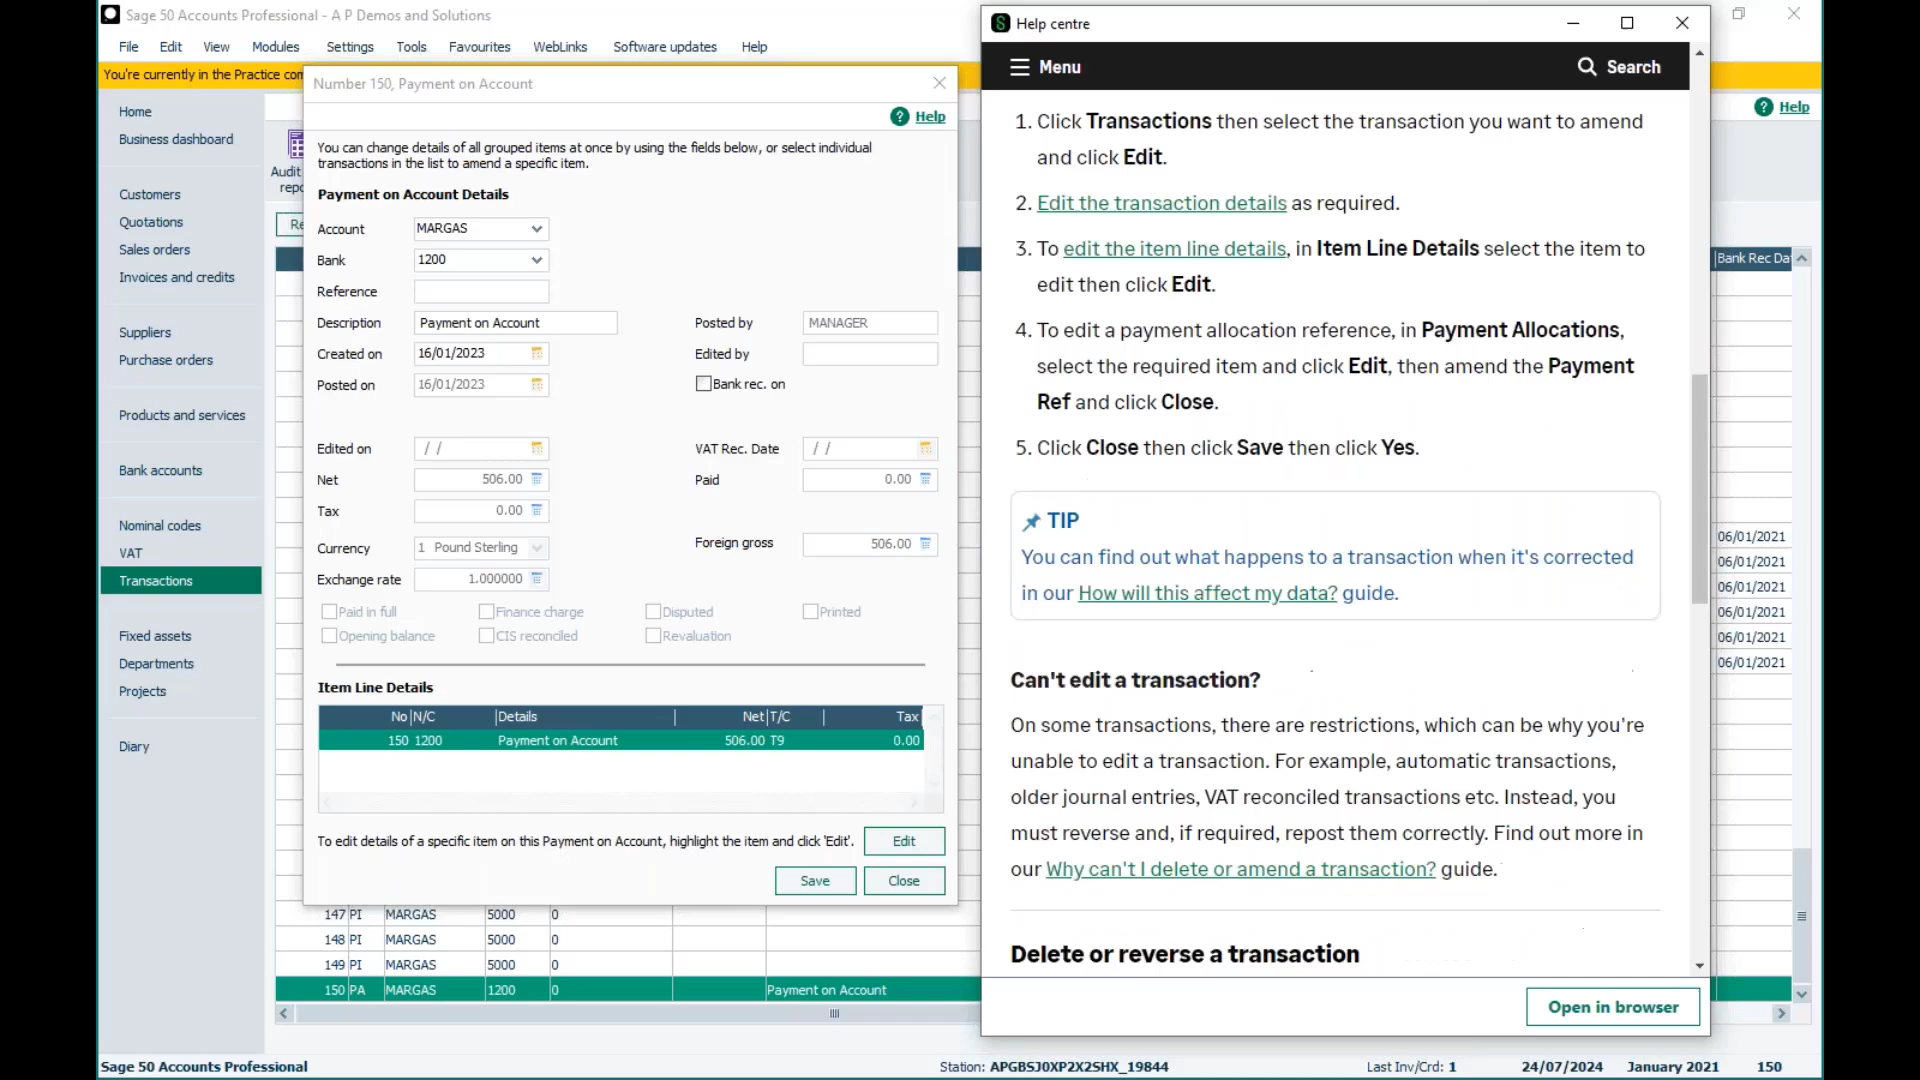 Sage 50 Accounts Professional - A P Demos and Solutions
File Edit View Modules Settings Tools Favourites WebLinks Software updates Help
You're currently in the Practice com
Help
Home
Business dashboard
Customers
Quotations
Sales orders
Invoices and credits
Suppliers
Purchase orders
Products and services
Bank accounts
Nominal codes
VAT
Transactions
Fixed assets
Departments
Projects
Diary
Audit
repo
Re
Number 150, Payment on Account
Help
You can change details of all grouped items at once by using the fields below, or select individual
transactions in the list to amend a specific item.
Payment on Account Details
Account MARGAS
Bank 1200
Reference
Description Payment on Account Posted by MANAGER
Created on 16/01/2023 Edited by
Posted on 16/01/2023 Bank rec. on
Edited on / / VAT Rec. Date / /
Net 506.00 Paid 0.00
Tax 0.00
Currency 1 Pound Sterling Foreign gross 506.00
Exchange rate 1.000000
Paid in full Finance charge Disputed Printed
Opening balance CIS reconciled Revaluation
Item Line Details
No N/C Details Net T/C Tax
150 1200 Payment on Account 506.00 T9 0.00
To edit details of a specific item on this Payment on Account, highlight the item and click 'Edit'. Edit
Save Close
147 PI MARGAS 5000 0
148 PI MARGAS 5000 0
149 PI MARGAS 5000 0
150 PA MARGAS 1200 0 Payment on Account
Help centre
Menu Search
1. Click Transactions then select the transaction you want to amend
and click Edit.
2. Edit the transaction details as required.
3. To edit the item line details, in Item Line Details select the item to
edit then click Edit.
4. To edit a payment allocation reference, in Payment Allocations,
select the required item and click Edit, then amend the Payment
Ref and click Close.
5. Click Close then click Save then click Yes.
TIP
You can find out what happens to a transaction when it's corrected
in our How will this affect my data? guide.
Can't edit a transaction?
On some transactions, there are restrictions, which can be why you're
unable to edit a transaction. For example, automatic transactions,
older journal entries, VAT reconciled transactions etc. Instead, you
must reverse and, if required, repost them correctly. Find out more in
our Why can't I delete or amend a transaction? guide.
Delete or reverse a transaction
Open in browser
Bank Rec Da
06/01/2021
06/01/2021
06/01/2021
06/01/2021
06/01/2021
06/01/2021
Sage 50 Accounts Professional Station: APGBSJ0XP2X2SHX_19844 Last Inv/Crd: 1 24/07/2024 January 2021 150